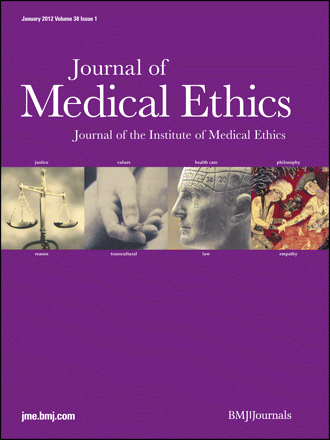 January 2012 Volume 38 Issue 1
Journal of
Medical Ethics
Journal of the Institute of Medical Ethics
justice values health care philosophy
reason transcultural law empathy
jme.bmj.com
BMJ|Journals